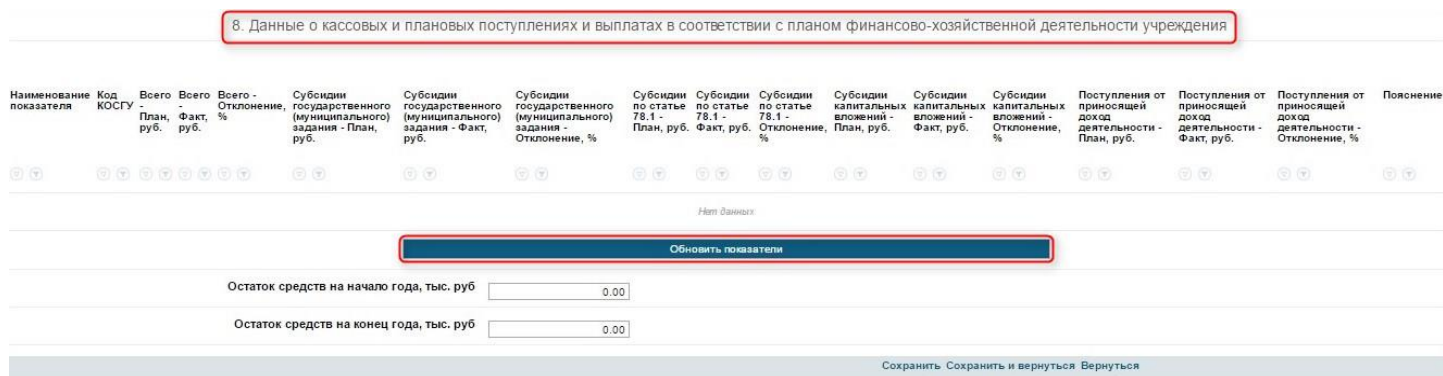 8. Данные о кассовых и плановых поступлениях и выплатах в соответствии с планом финансово-хозяйственной деятельности учреждения
Наименование показателя
Код КОСГУ
Всего - План, руб.
Всего - Факт, руб.
Всего - Отклонение, %
Субсидии государственного (муниципального) задания - План, руб.
Субсидии государственного (муниципального) задания - Факт, руб.
Субсидии государственного (муниципального) задания - Отклонение, %
Субсидии по статье 78.1 - План, руб.
Субсидии по статье 78.1 - Факт, руб.
Субсидии по статье 78.1 - Отклонение, %
Субсидии капитальных вложений - План, руб.
Субсидии капитальных вложений - Факт, руб.
Субсидии капитальных вложений - Отклонение, %
Поступления от приносящей доход деятельности - План, руб.
Поступления от приносящей доход деятельности - Факт, руб.
Поступления от приносящей доход деятельности - Отклонение, %
Пояснение
Нет данных
Обновить показатели
Остаток средств на начало года, тыс. руб 0.00
Остаток средств на конец года, тыс. руб 0.00
Сохранить Сохранить и вернуться Вернуться